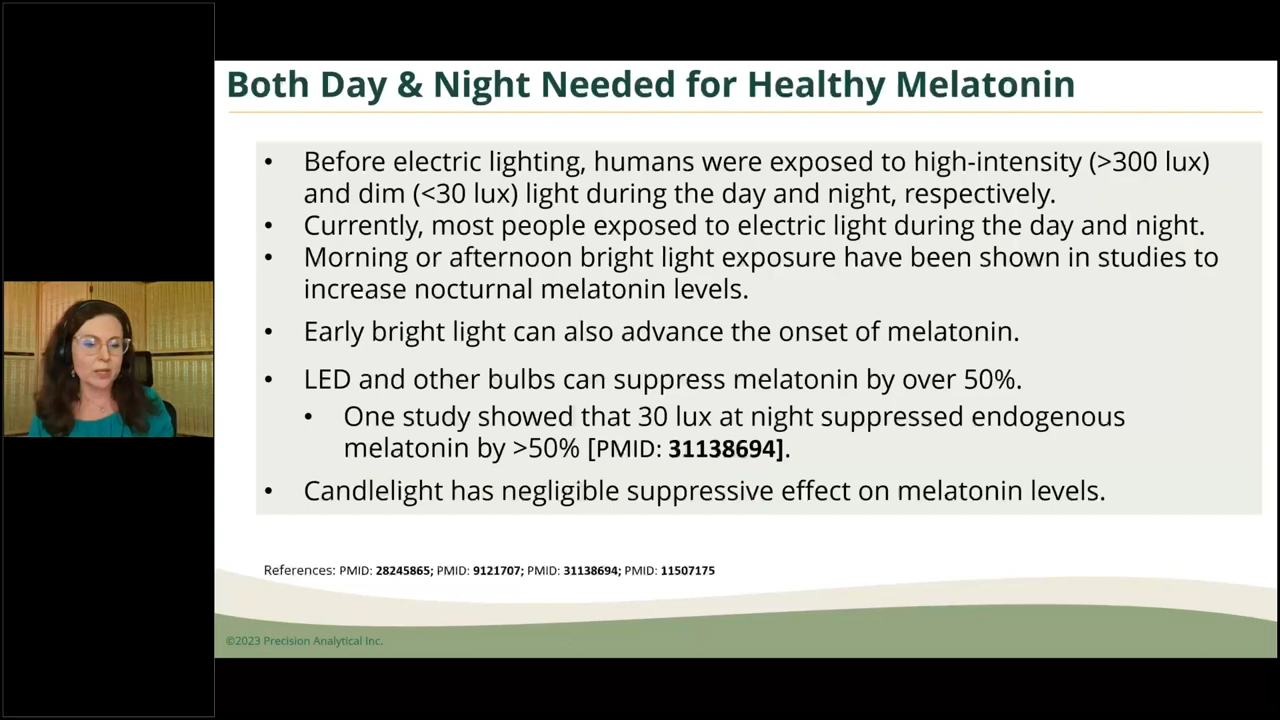 Both Day & Night Needed for Healthy Melatonin
• Before electric lighting, humans were exposed to high-intensity (>300 lux)
and dim (<30 lux) light during the day and night, respectively.
• Currently, most people exposed to electric light during the day and night.
• Morning or afternoon bright light exposure have been shown in studies to
increase nocturnal melatonin levels.
• Early bright light can also advance the onset of melatonin.
• LED and other bulbs can suppress melatonin by over 50%.
• One study showed that 30 lux at night suppressed endogenous
melatonin by >50% [PMID: 31138694].
• Candlelight has negligible suppressive effect on melatonin levels.
References: PMID: 28245865; PMID: 9121707; PMID: 31138694; PMID: 11507175
©2023 Precision Analytical Inc.